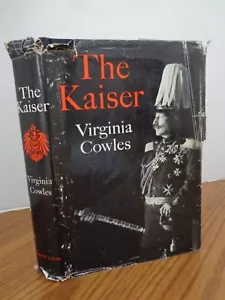 The
Kaiser
Virginia
Cowles
The
Kaiser
Virginia
Cowles